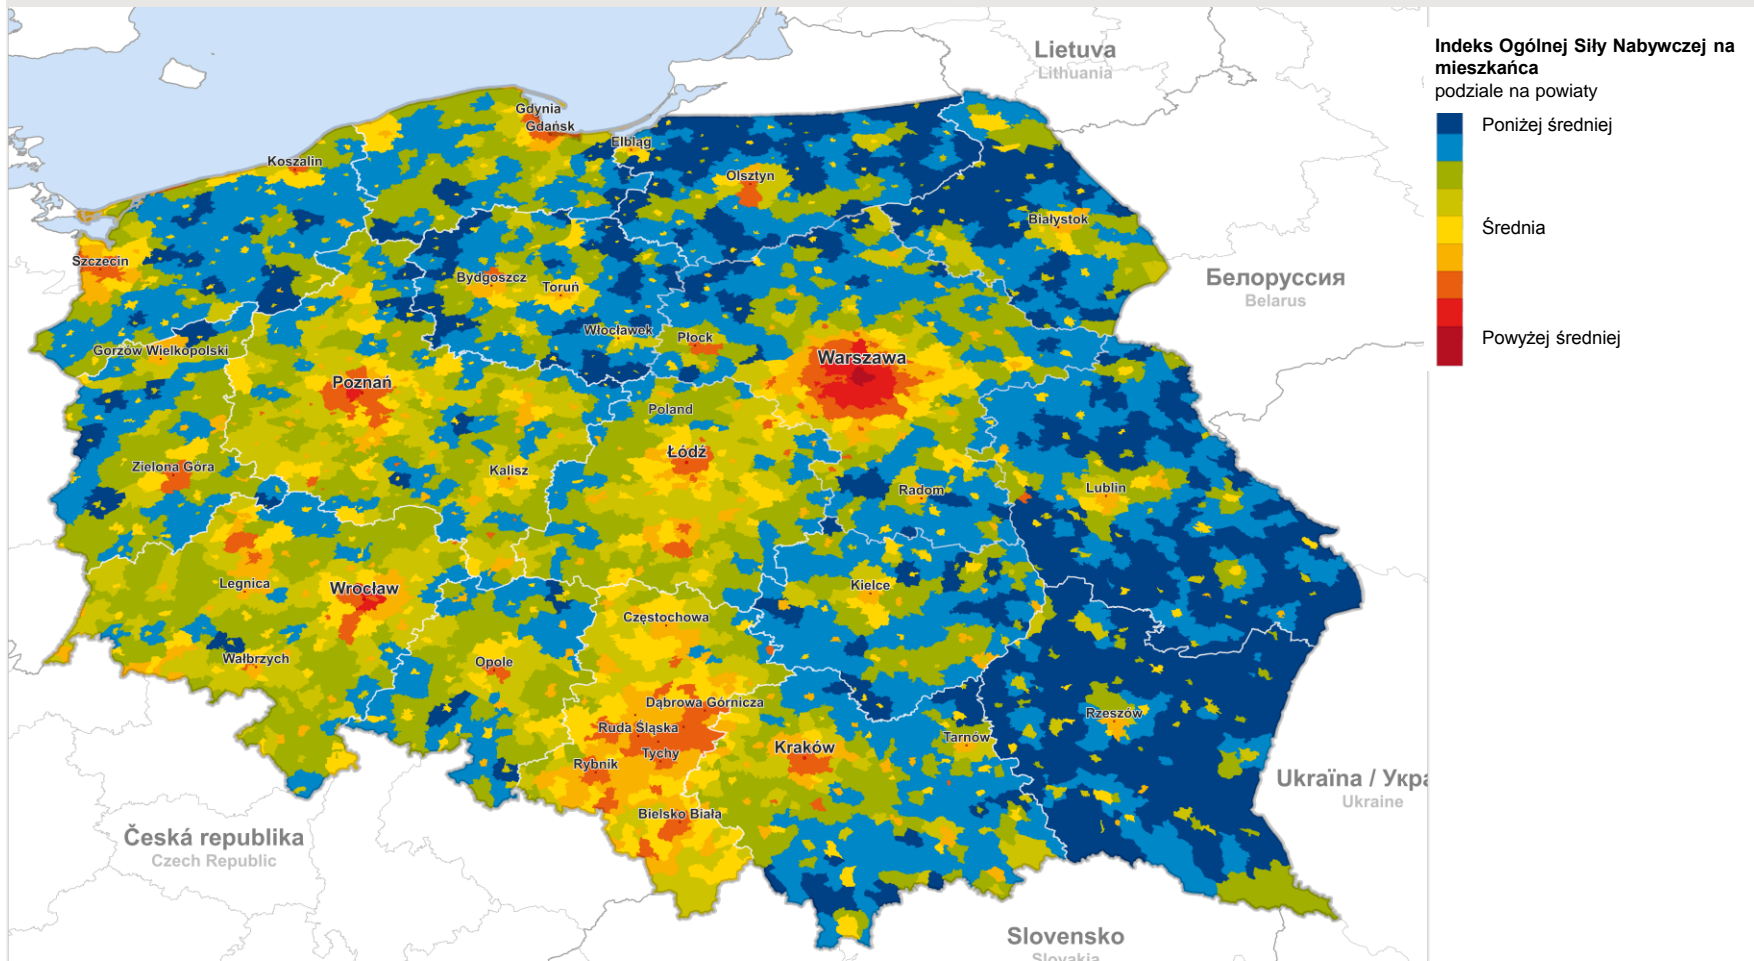 Lietuva
Lithuania
Indeks Ogólnej Siły Nabywczej na
mieszkańca
podziale na powiaty
Poniżej średniej
Średnia
Powyżej średniej
Gdynia
Gdańsk
Elbląg
Koszalin
Olsztyn
Białystok
Szczecin
Bydgoszcz
Toruń
Белоруссия
Belarus
Włocławek
Płock
Gorzów Wielkopolski
Warszawa
Poznań
Poland
Łódź
Zielona Góra
Kalisz
Radom
Lublin
Legnica
Wrocław
Kielce
Częstochowa
Wałbrzych
Opole
Dąbrowa Górnicza
Rzeszów
Ruda Śląska
Tarnów
Kraków
Tychy
Rybnik
Ukraïna / Укра
Ukraine
Bielsko Biała
Česká republika
Czech Republic
Slovensko
Slovakia